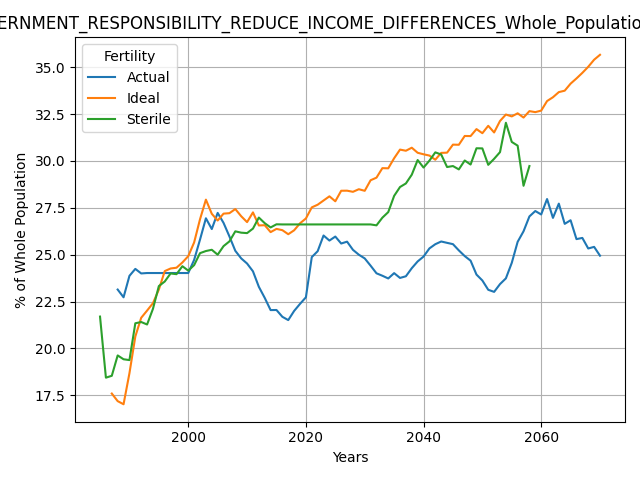 ERNMENT_RESPONSIBILITY_REDUCE_INCOME_DIFFERENCES_Whole_Populatio
Fertility
Actual
Ideal
Sterile
35.0
32.5
30.0
27.5
25.0
22.5
20.0
17.5
% of Whole Population
2000 2020 2040 2060
Years